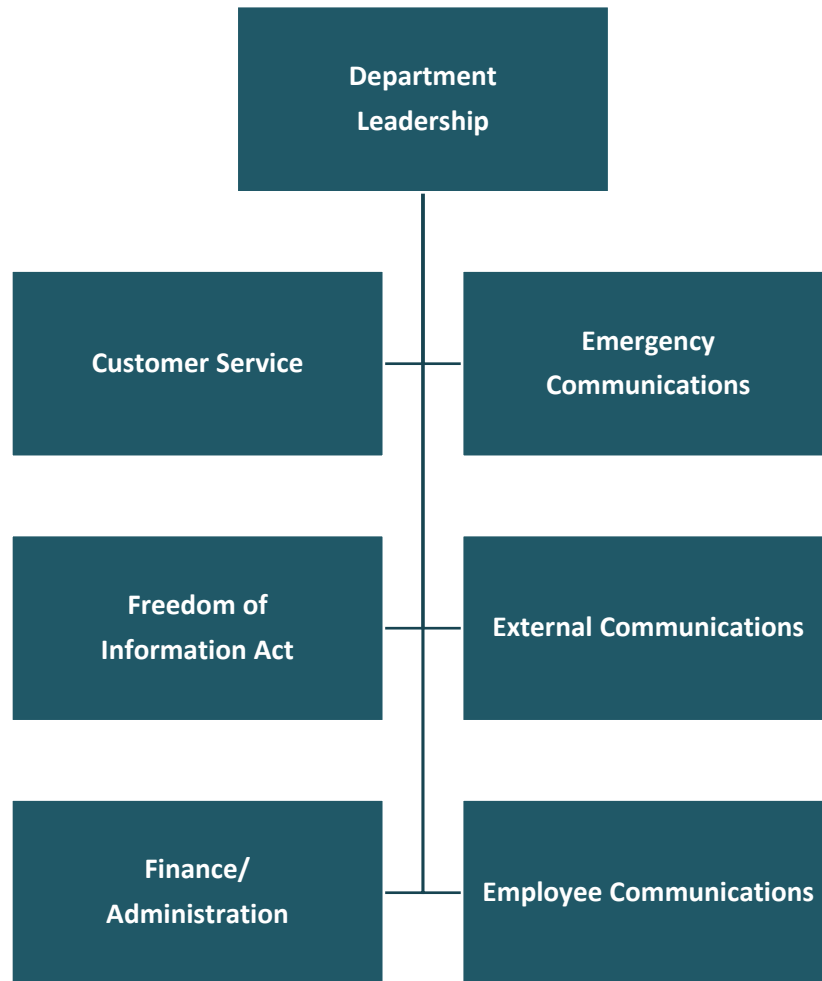 Department
Leadership
Customer Service
Emergency
Communications
Freedom of
Information Act
External Communications
Finance/
Administration
Employee Communications